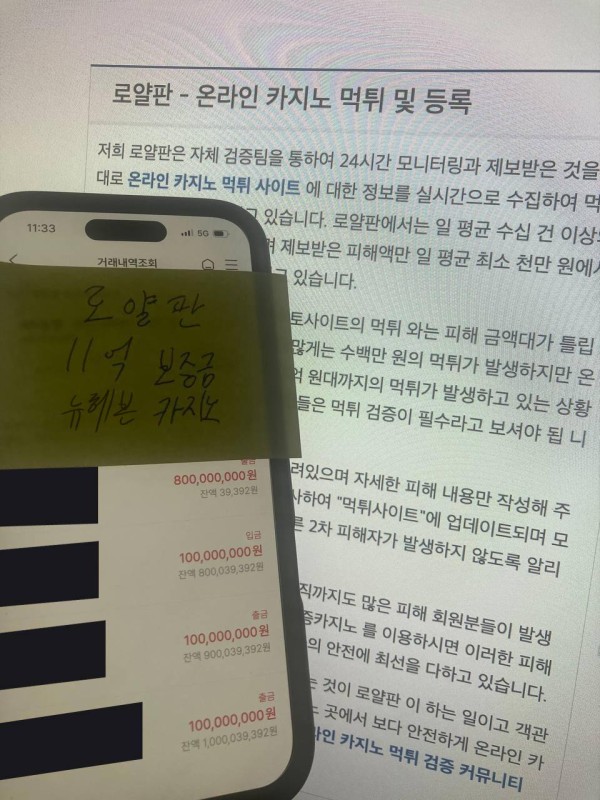 로얄판 - 온라인 카지노 먹튀 및 등록
저희 로얄판은 자체 검증팀을 통하여 24시간 모니터링과 제보받은 것을
대로 온라인 카지노 먹튀 사이트 에 대한 정보를 실시간으로 수집하여 먹
고 있습니다. 로얄판에서는 일 평균 수십 건 이상의
며 제보받은 피해액만 일 평균 최소 천만 원에서
고 있습니다.
토사이트의 먹튀 와는 피해 금액대가 틀립
많게는 수백만 원의 먹튀가 발생하지만 온
억 원대까지의 먹튀가 발생하고 있는 상황
들은 먹튀 검증이 필수라고 보셔야 됩 니
려있으며 자세한 피해 내용만 작성해 주
사하여 “먹튀사이트”에 업데이트되며 모
른 2차 피해자가 발생하지 않도록 알리
직까지도 많은 피해 회원분들이 발생
증카지노 를 이용하시면 이러한 피해
의 안전에 최선을 다하고 있습니다.
는 것이 로얄판 이 하는 일이고 객관
노 곳에서 보다 안전하게 온라인 카
라인 카지노 먹튀 검증 커뮤니티
11:33
5G
거래내역조회
로얄판
11억 보증금
뉴헤븐 카지노
출금
800,000,000원
잔액 39,392원
입금
100,000,000원
잔액 800,039,392원
출금
100,000,000원
잔액 900,039,392원
출금
100,000,000원
잔액 1,000,039,392원